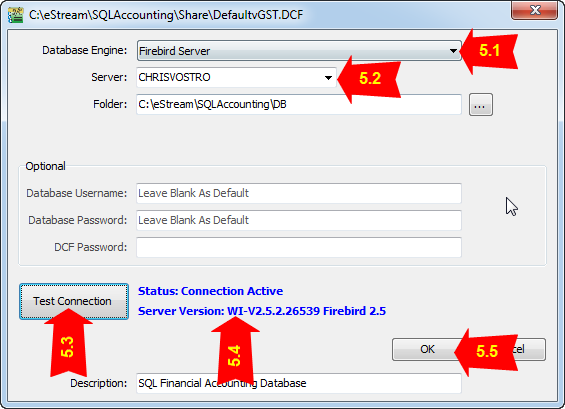 C:\eStream\SQLAccounting\Share\DefaultvGST.DCF
Database Engine: Firebird Server 5.1
Server: CHRISVOSTRO 5.2
Folder: C:\eStream\SQLAccounting\DB ...
Optional
Database Username: Leave Blank As Default
Database Password: Leave Blank As Default
DCF Password:
Test Connection
Status: Connection Active
Server Version: WI-V2.5.2.26539 Firebird 2.5
5.3
5.4
OK 5.5 cel
Description: SQL Financial Accounting Database